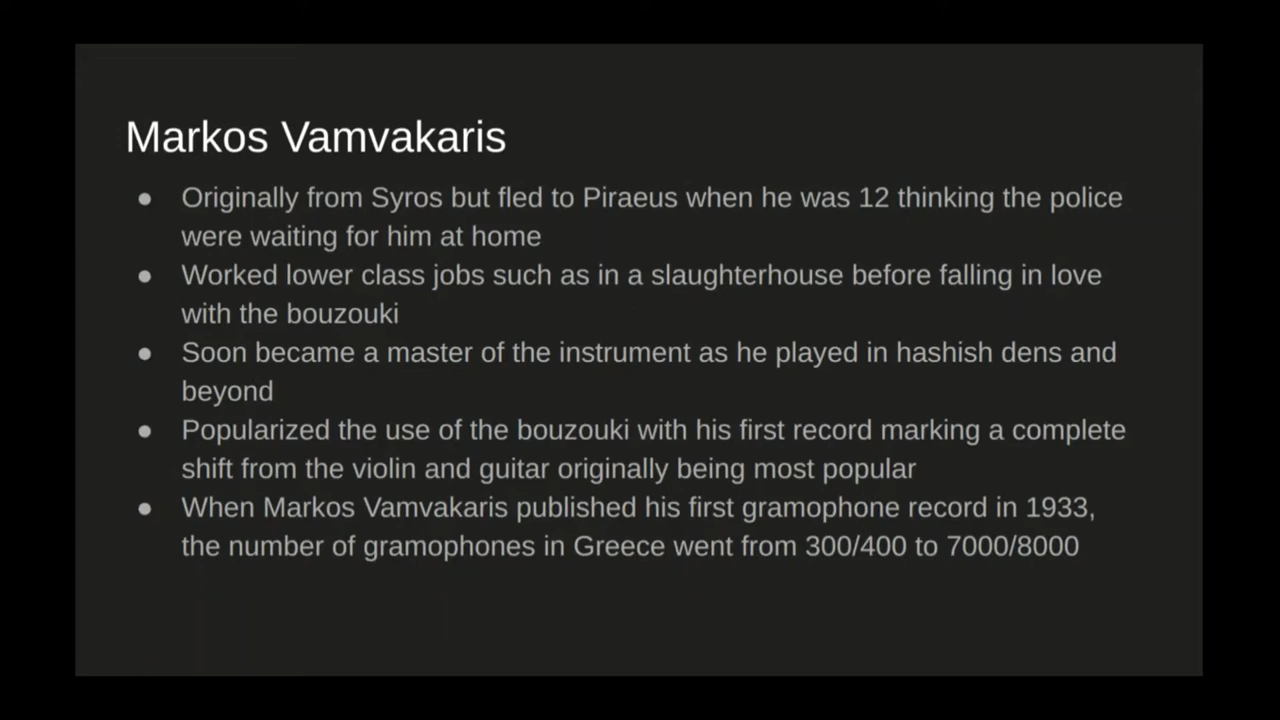 Markos Vamvakaris
● Originally from Syros but fled to Piraeus when he was 12 thinking the police
were waiting for him at home
● Worked lower class jobs such as in a slaughterhouse before falling in love
with the bouzouki
● Soon became a master of the instrument as he played in hashish dens and
beyond
● Popularized the use of the bouzouki with his first record marking a complete
shift from the violin and guitar originally being most popular
● When Markos Vamvakaris published his first gramophone record in 1933,
the number of gramophones in Greece went from 300/400 to 7000/8000